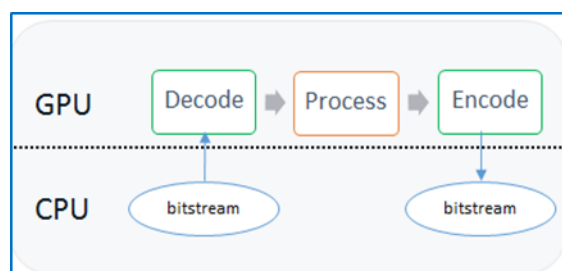 GPU
Decode
Process
Encode
CPU
bitstream
bitstream